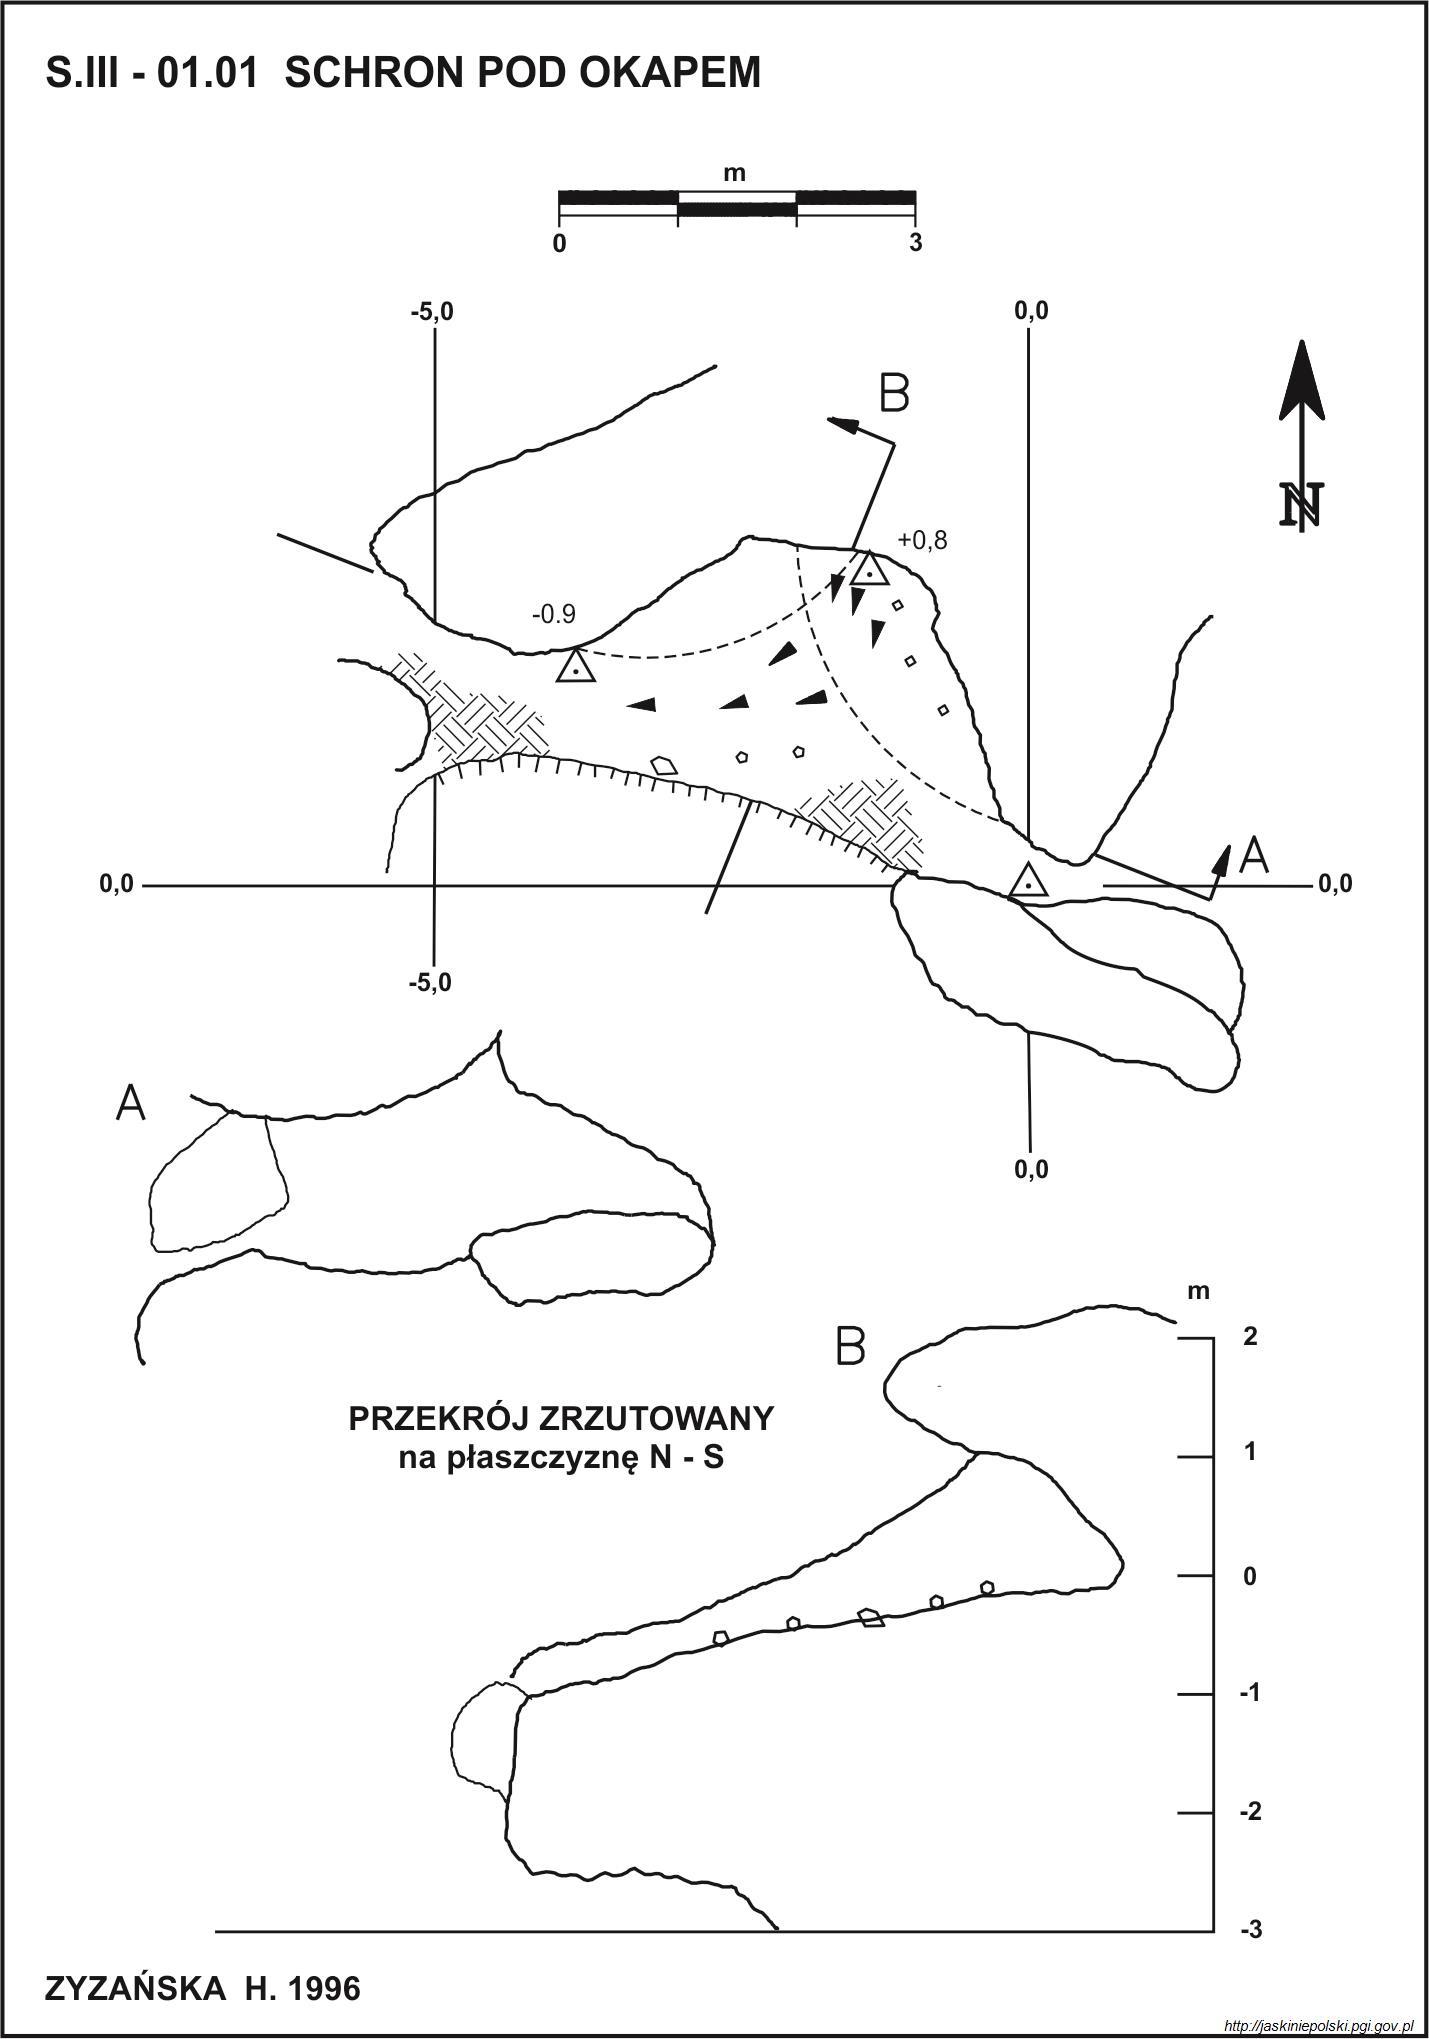 S.III - 01.01 SCHRON POD OKAPEM
m
0 3
-5,0 0,0
B
N
+0,8
-0.9
A
0,0 0,0
-5,0
A
0,0
m
B
2
PRZEKRÓJ ZRZUTOWANY
1
na płaszczyznę N - S
0
-1
-2
-3
ZYZAŃSKA H. 1996
http://jaskiniepolski.pgi.gov.pl